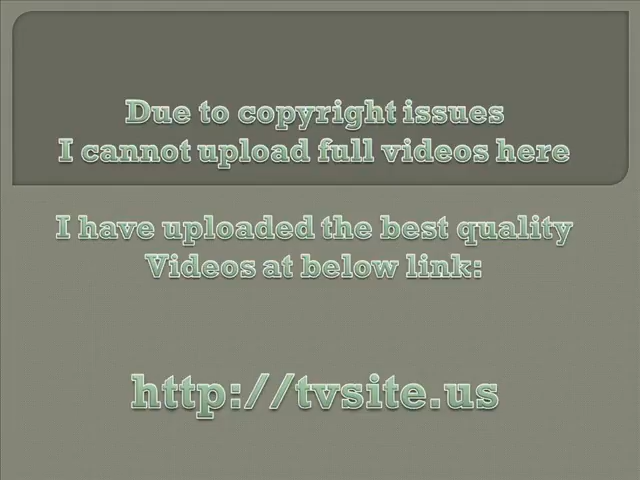 Due to copyright issues
I cannot upload full videos here
I have uploaded the best quality
Videos at below link:
http://tvsite.us